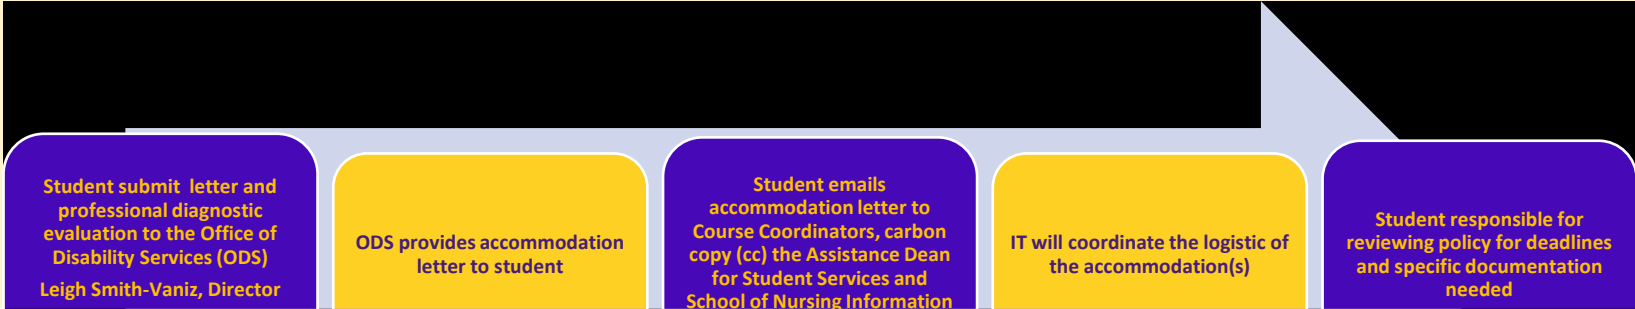 Student submit letter and
professional diagnostic
evaluation to the Office of
Disability Services (ODS)
Leigh Smith-Vaniz, Director
ODS provides accommodation
letter to student
Student emails
accommodation letter to
Course Coordinators, carbon
copy (cc) the Assistance Dean
for Student Services and
School of Nursing Information
IT will coordinate the logistic of
the accommodation(s)
Student responsible for
reviewing policy for deadlines
and specific documentation
needed